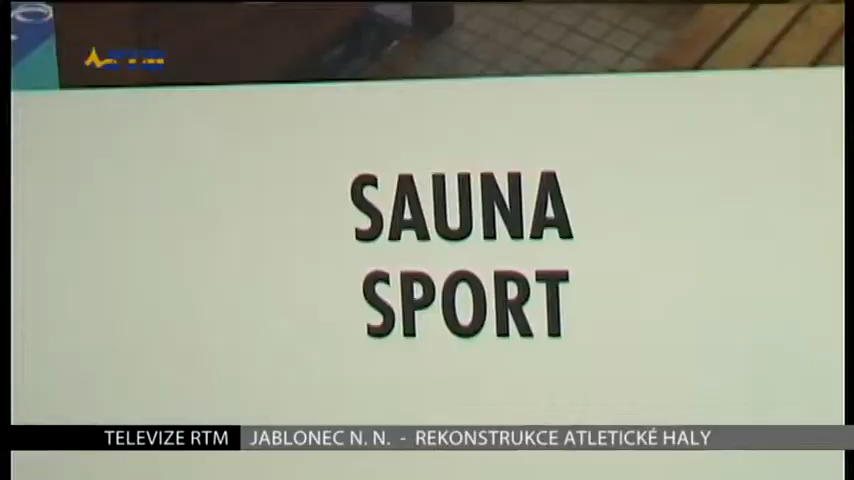 SAUNA
SPORT
TELEVIZE RTM JABLONEC N. N. - REKONSTRUKCE ATLETICKÉ HALY